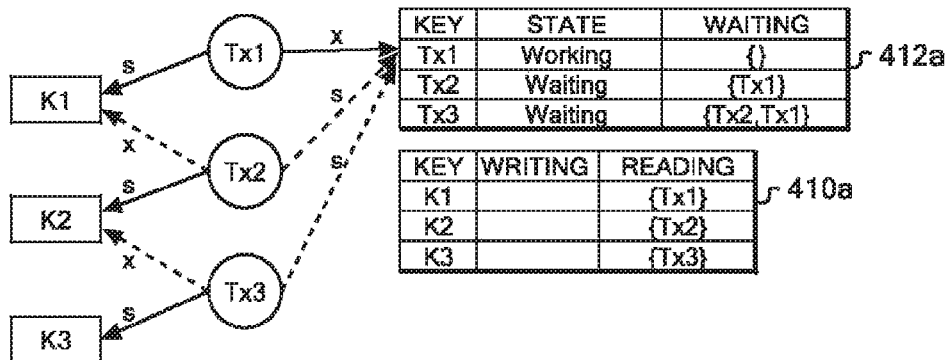 KEY STATE WAITING
Tx1 Working {}
Tx2 Waiting {Tx1}
Tx3 Waiting {Tx2,Tx1}
412a
KEY WRITING READING
K1 {Tx1}
K2 {Tx2}
K3 {Tx3}
410a
Tx1
x
s
K1
s
x
Tx2
s
s
K2
x
Tx3
s
K3